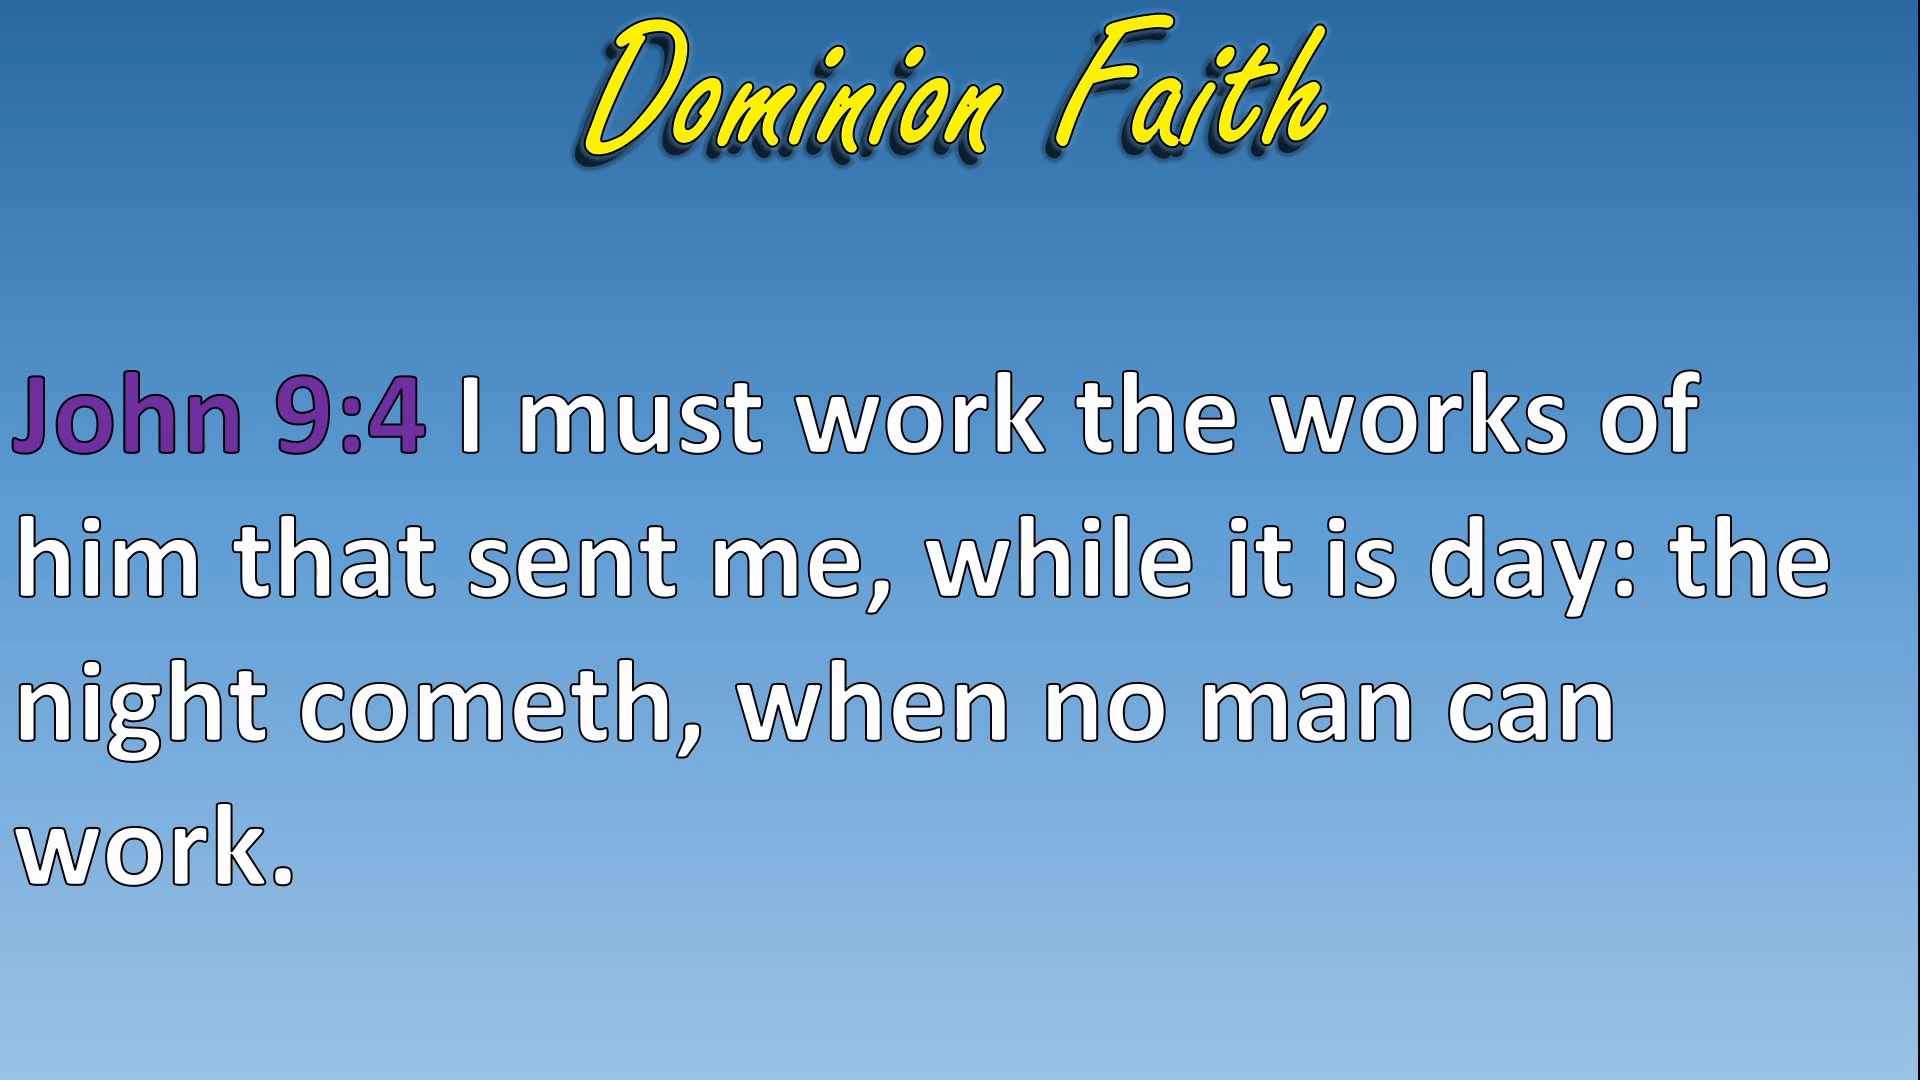 Dominion Faith
John 9:4 I must work the works of
him that sent me, while it is day: the
night cometh, when no man can
work.